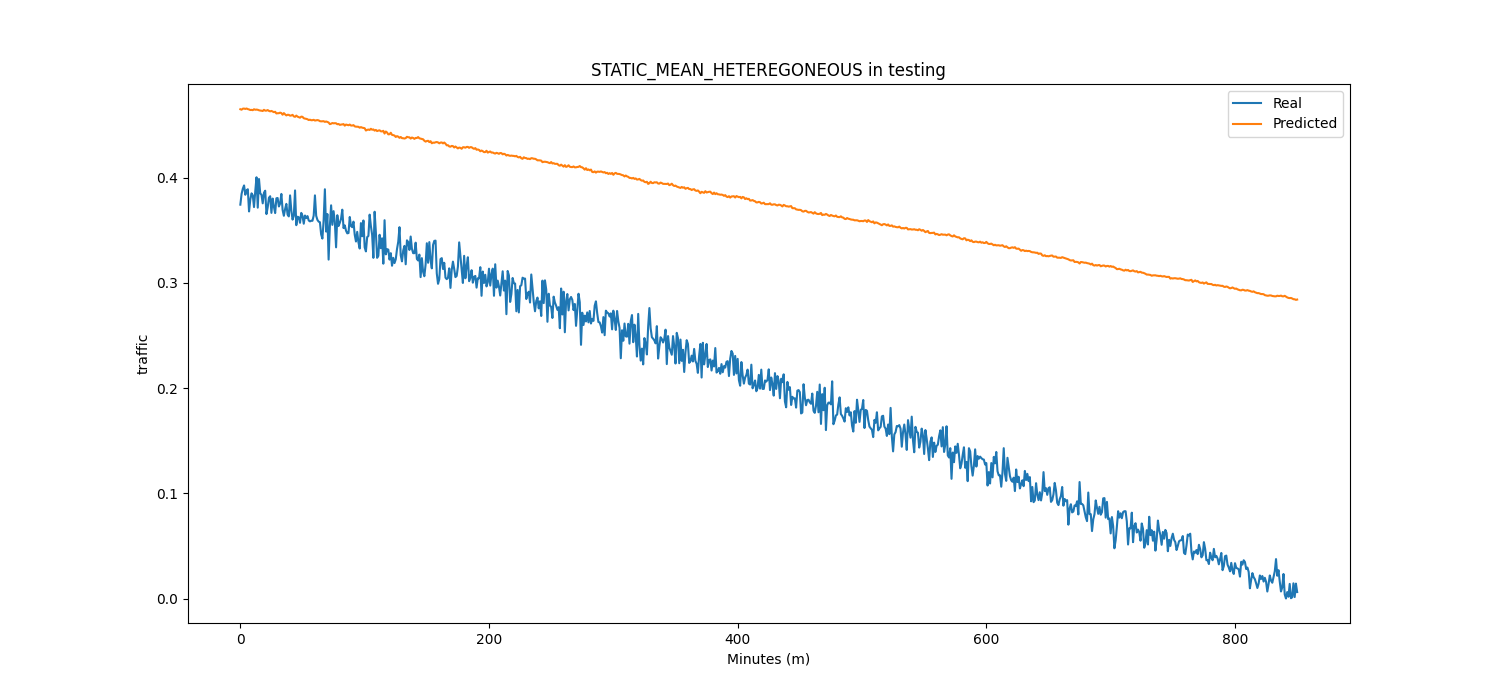 STATIC_MEAN_HETEREGONEOUS in testing
Real
Predicted
traffic
0.4
0.3
0.2
0.1
0.0
0 200 400 600 800
Minutes (m)